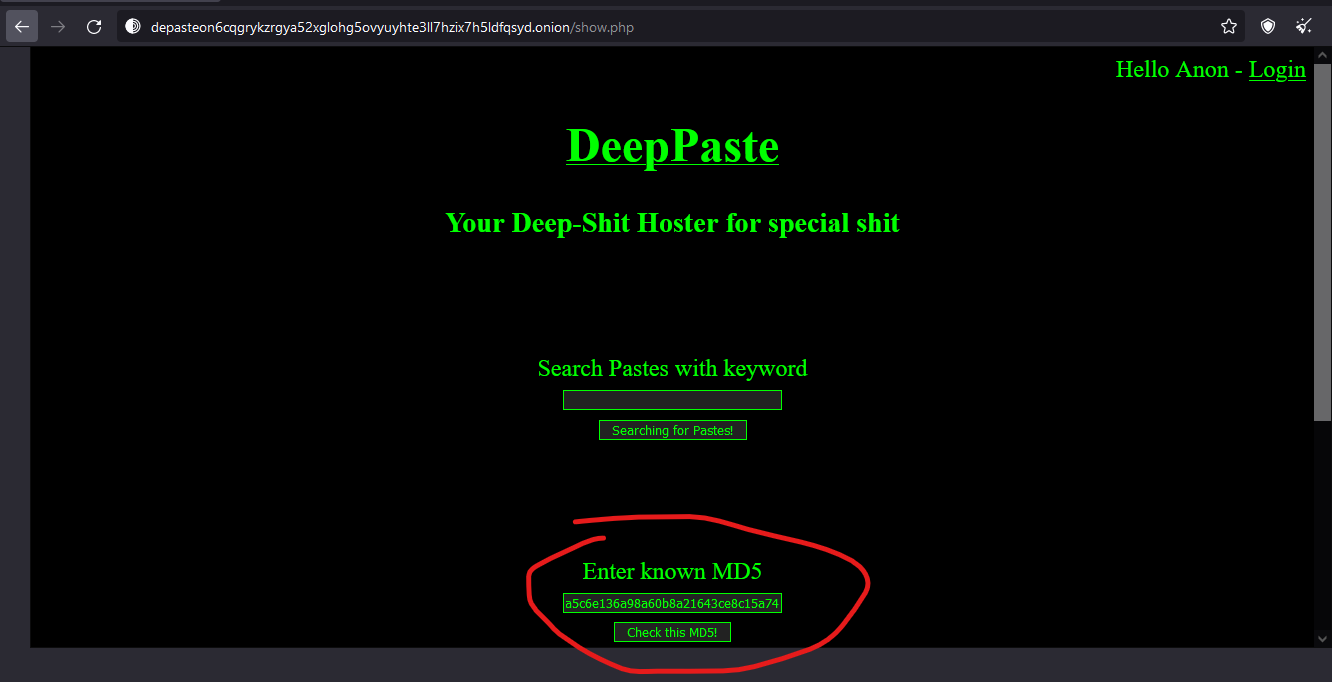 depasteon6cqgrykzrgya52xglohg5ovyuyhte3ll7hzix7h5ldfqsyd.onion/show.php
Hello Anon - Login
DeepPaste
Your Deep-Shit Hoster for special shit
Search Pastes with keyword
Searching for Pastes!
Enter known MD5
a5c6e136a98a60b8a21643ce8c15a74
Check this MD5!